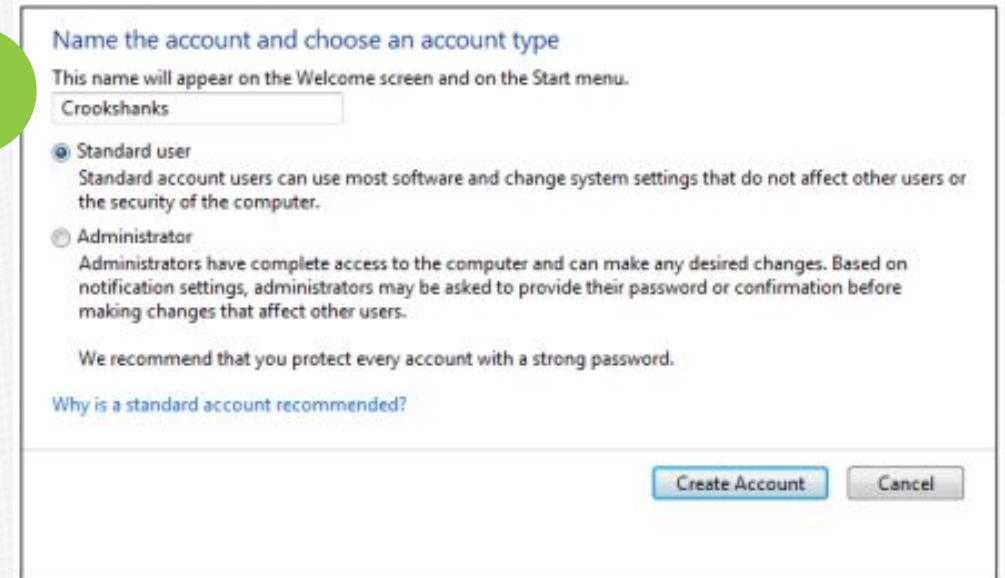 Name the account and choose an account type
This name will appear on the Welcome screen and on the Start menu.
Crookshanks
Standard user
Standard account users can use most software and change system settings that do not affect other users or
the security of the computer.
Administrator
Administrators have complete access to the computer and can make any desired changes. Based on
notification settings, administrators may be asked to provide their password or confirmation before
making changes that affect other users.
We recommend that you protect every account with a strong password.
Why is a standard account recommended?
Create Account Cancel